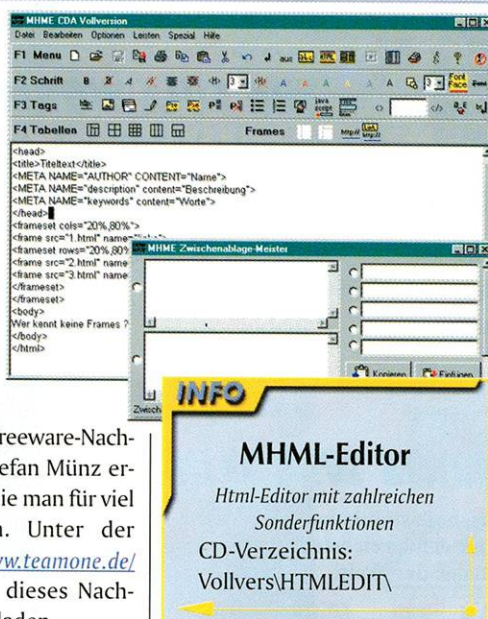 MHME CDA Vollversion
Datei Bearbeiten Optionen Leisten Spezial Hilfe
F1 Menu
F2 Schrift
F3 Tags
F4 Tabellen
Frames
<head>
<title>Titeltext</title>
<META NAME="AUTHOR" CONTENT="Name">
<META NAME="description" content="Beschreibung">
<META NAME="keywords" content="Worte">
</head>
<frameset cols="20%,80%">
<frame src="1.html" name=
<frameset rows="20%,80%
<frame src="2.html" name
<frame src="3.html" name
</frameset>
</frameset>
<body>
Wer kennt keine Frames ?
</body>
</html>
MHME Zwischenablage-Meister
Kopieren Einfügen
Zwisch
reeware-Nach-
efan Münz er-
ie man für viel
. Unter der
w.teamone.de/
dieses Nach-
laden
INFO
MHML-Editor
Html-Editor mit zahlreichen
Sonderfunktionen
CD-Verzeichnis:
Vollvers\HTMLEDIT\